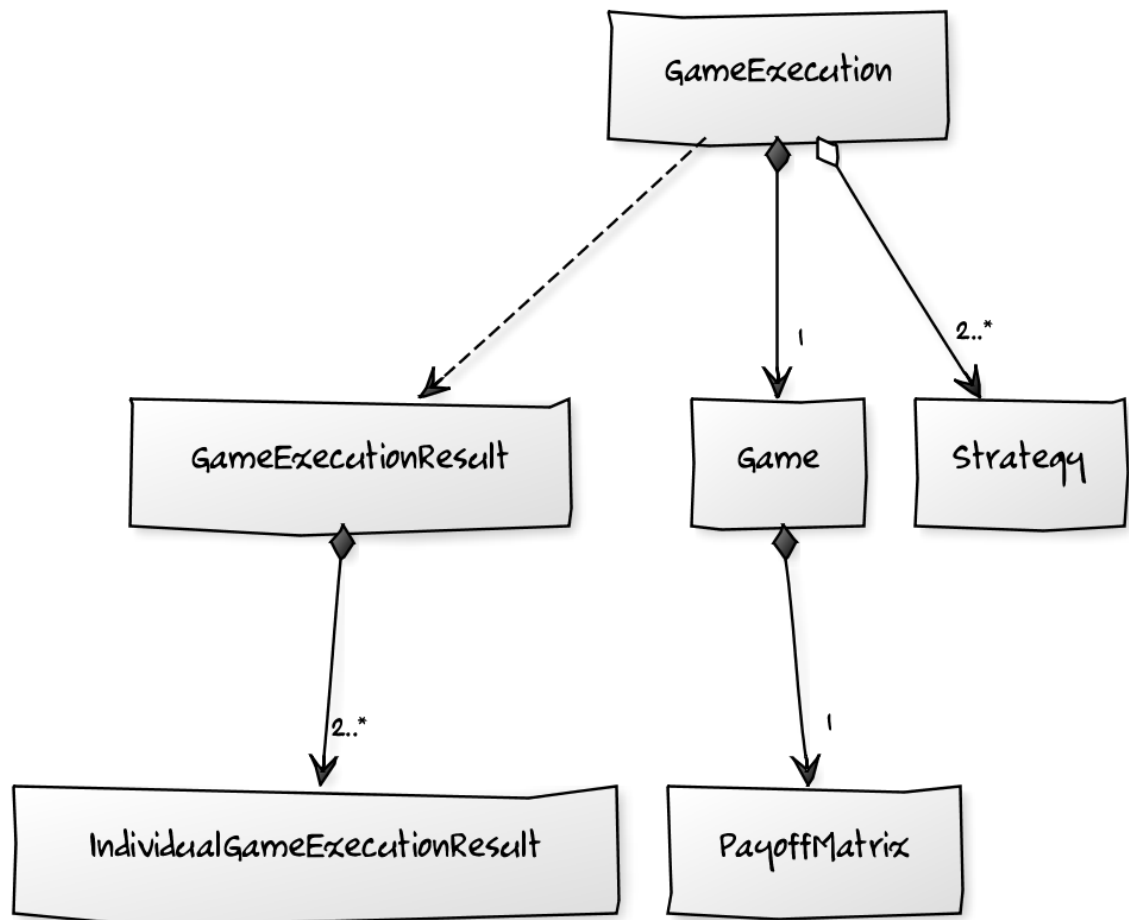 GameExecution
1
2..*
GameExecutionResult
Game
Strategy
2..*
1
IndividualGameExecutionResult
PayoffMatrix